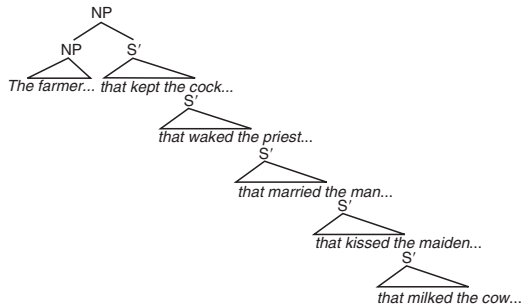 NP
NP S′
The farmer... that kept the cock...
S′
that waked the priest...
S′
that married the man...
S′
that kissed the maiden...
S′
that milked the cow...